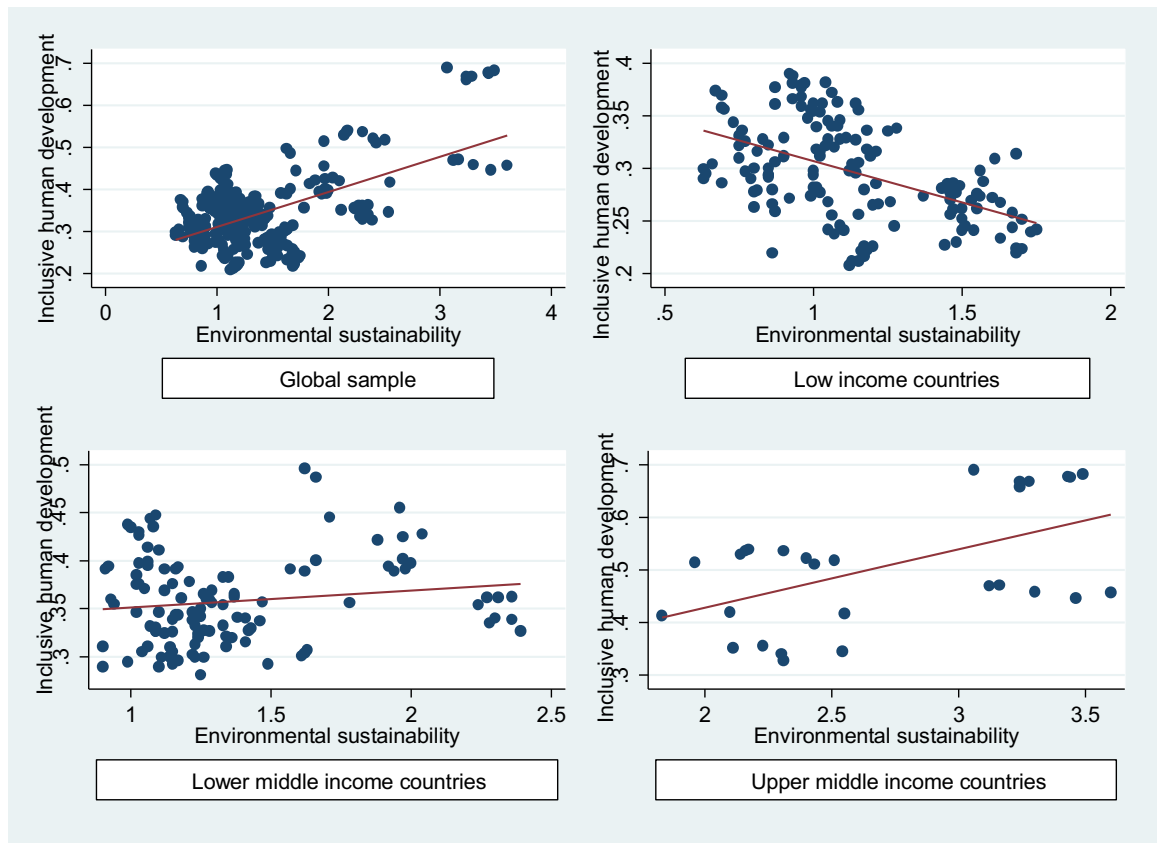 Inclusive human development
.2 .3 .4 .5 .6 .7
0 1 2 3 4
Environmental sustainability
Global sample
Inclusive human development
.2 .25 .3 .35 .4
.5 1 1.5 2
Environmental sustainability
Low income countries
Inclusive human development
.3 .35 .4 .45 .5
1 1.5 2 2.5
Environmental sustainability
Lower middle income countries
Inclusive human development
.3 .4 .5 .6 .7
2 2.5 3 3.5
Environmental sustainability
Upper middle income countries